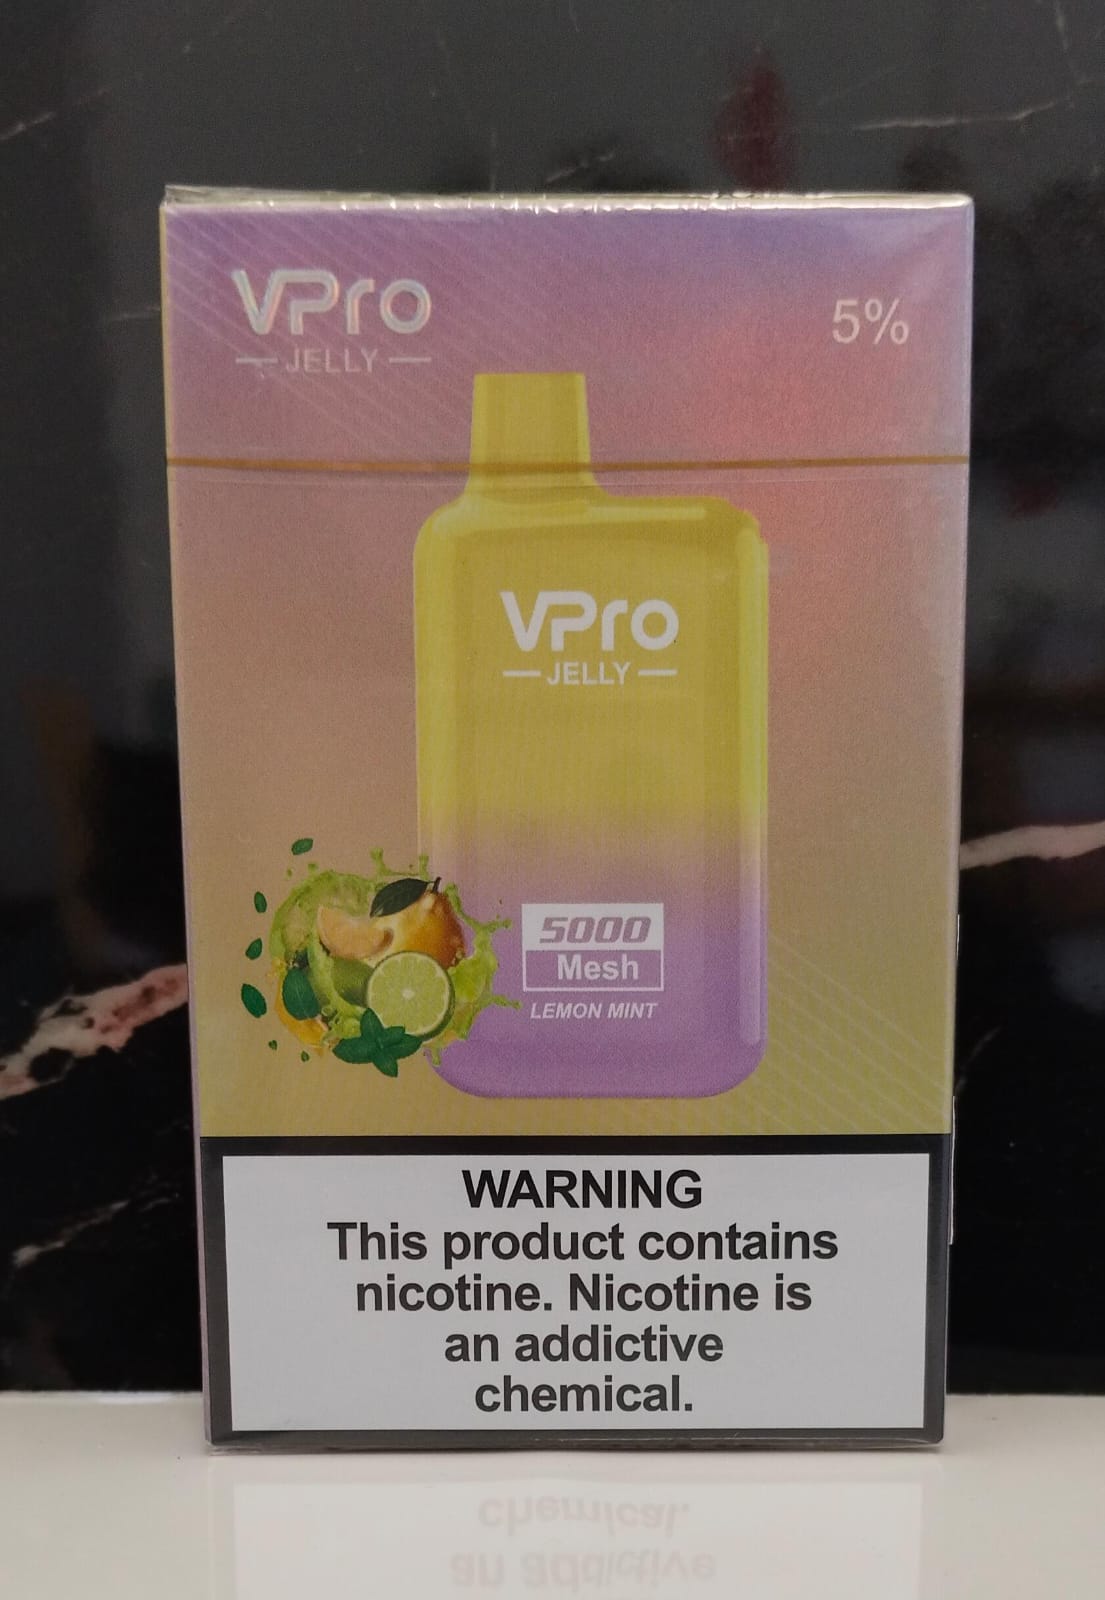 VPro
JELLY
5%
VPro
JELLY
5000
Mesh
LEMON MINT
WARNING
This product contains
nicotine. Nicotine is
an addictive
chemical.